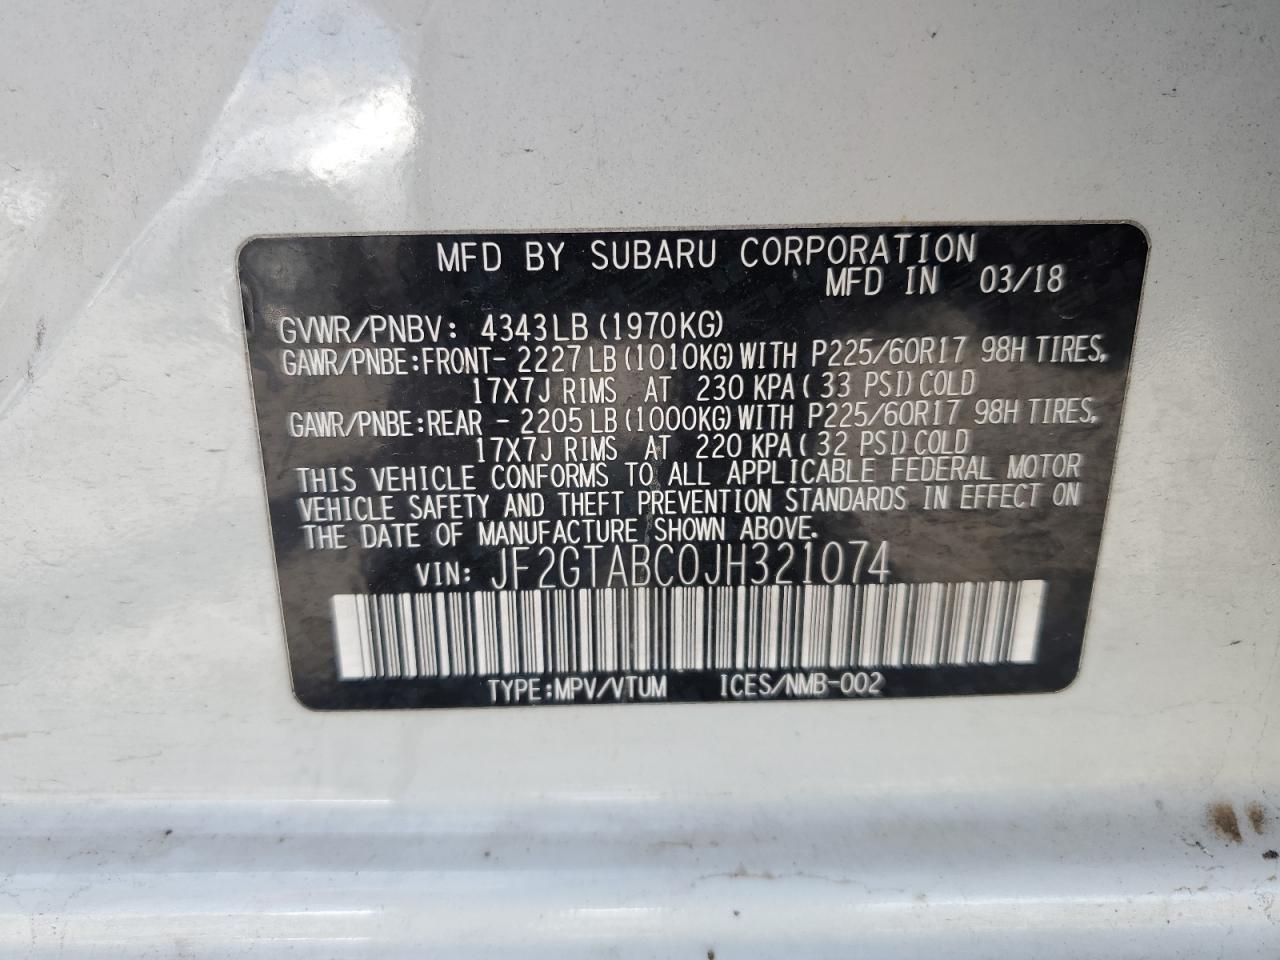 MFD BY SUBARU CORPORATION
MFD IN 03/18
GVWR/PNBV: 4343LB (1970KG)
GAWR/PNBE:FRONT- 2227LB (1010KG) WITH P225/60R17 98H TIRES,
17X7J RIMS AT 230 KPA (33 PSI) COLD
GAWR/PNBE:REAR - 2205LB (1000KG) WITH P225/60R17 98H TIRES,
17X7J RIMS AT 220 KPA (32 PSI) COLD
THIS VEHICLE CONFORMS TO ALL APPLICABLE FEDERAL MOTOR
VEHICLE SAFETY AND THEFT PREVENTION STANDARDS IN EFFECT ON
THE DATE OF MANUFACTURE SHOWN ABOVE.
VIN: JF2GTABC0JH321074
TYPE:MPV/VTUM ICES/NMB-002